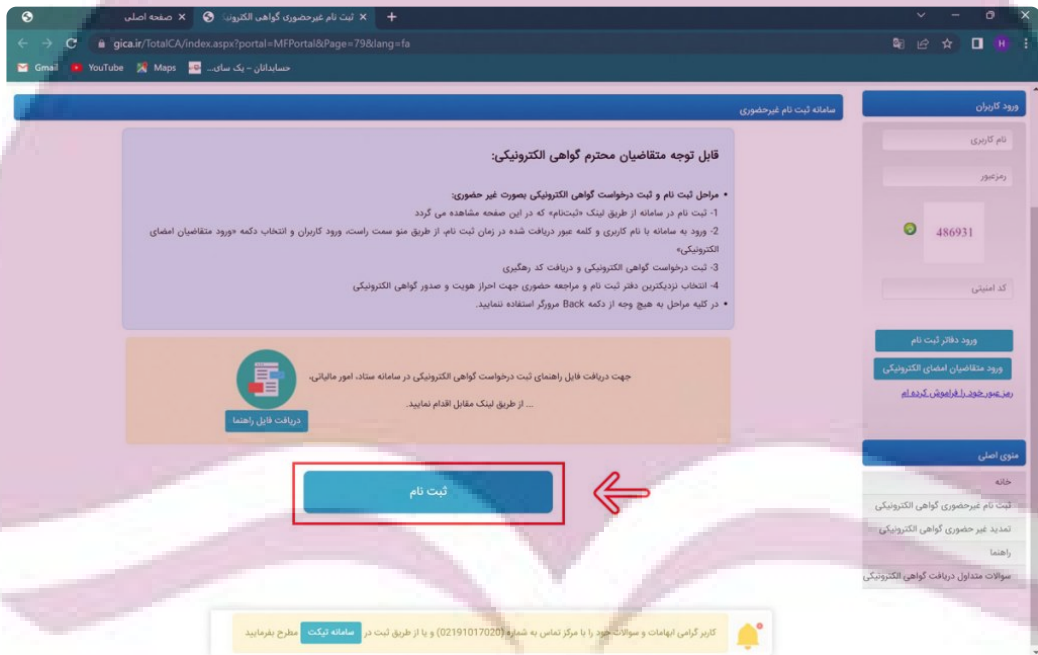 صفحه اصلی
ثبت نام غیرحضوری گواهی الکترونیک
gica.ir/TotalCA/index.aspx?portal=MFPortal&Page=79&lang=fa
H
Gmail
YouTube
Maps
حسابداتان – یک سای...
ورود کاربران
نام کاربری
رمزعبور
486931
کد امنیتی
ورود دفاتر ثبت نام
ورود متقاضیان امضای الکترونیکی
رمز عبور خود را فراموش کرده ام
منوی اصلی
خانه
ثبت نام غیرحضوری گواهی الکترونیکی
تمدید غیر حضوری گواهی الکترونیکی
راهنما
سوالات متداول دریافت گواهی الکترونیکی
سامانه ثبت نام غیرحضوری
قابل توجه متقاضیان محترم گواهی الکترونیکی:
• مراحل ثبت نام و ثبت درخواست گواهی الکترونیکی بصورت غیر حضوری:
1- ثبت نام در سامانه از طریق لینک «ثبت‌نام» که در این صفحه مشاهده می گردد
2- ورود به سامانه با نام کاربری و کلمه عبور دریافت شده در زمان ثبت نام، از طریق منو سمت راست، ورود کاربران و انتخاب دکمه «ورود متقاضیان امضای
الکترونیکی»
3- ثبت درخواست گواهی الکترونیکی و دریافت کد رهگیری
4- انتخاب نزدیکترین دفتر ثبت نام و مراجعه حضوری جهت احراز هویت و صدور گواهی الکترونیکی
• در کلیه مراحل به هیچ وجه از دکمه Back مرورگر استفاده ننمایید.
جهت دریافت فایل راهنمای ثبت درخواست گواهی الکترونیکی در سامانه ستاد، امور مالیاتی،
... از طریق لینک مقابل اقدام نمایید.
دریافت فایل راهنما
ثبت نام
کاربر گرامی ابهامات و سوالات خود را با مرکز تماس به شماره (02191017020) و یا از طریق ثبت در سامانه تیکت مطرح بفرمایید